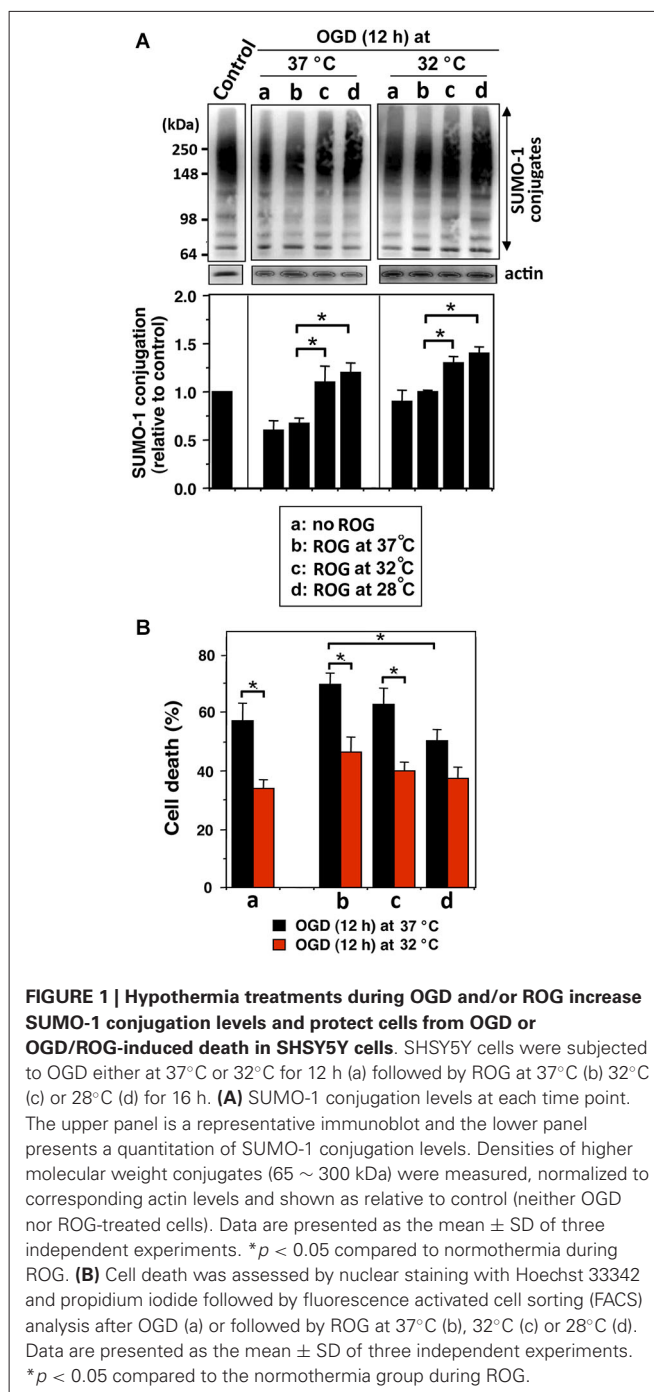 A
OGD (12 h) at
Control
37 °C
32 °C
a b c d
a b c d
(kDa)
250
148
98
64
SUMO-1
conjugates
actin
SUMO-1 conjugation
(relative to control)
2.0
1.5
1.0
0.5
0.0
*
*
*
*
a: no ROG
b: ROG at 37°C
c: ROG at 32°C
d: ROG at 28°C
B
Cell death (%)
80
60
40
20
0
*
*
*
*
a b c d
OGD (12 h) at 37 °C
OGD (12 h) at 32 °C
FIGURE 1 | Hypothermia treatments during OGD and/or ROG increase
SUMO-1 conjugation levels and protect cells from OGD or
OGD/ROG-induced death in SHSY5Y cells. SHSY5Y cells were subjected
to OGD either at 37°C or 32°C for 12 h (a) followed by ROG at 37°C (b) 32°C
(c) or 28°C (d) for 16 h. (A) SUMO-1 conjugation levels at each time point.
The upper panel is a representative immunoblot and the lower panel
presents a quantitation of SUMO-1 conjugation levels. Densities of higher
molecular weight conjugates (65 ~ 300 kDa) were measured, normalized to
corresponding actin levels and shown as relative to control (neither OGD
nor ROG-treated cells). Data are presented as the mean ± SD of three
independent experiments. *p < 0.05 compared to normothermia during
ROG. (B) Cell death was assessed by nuclear staining with Hoechst 33342
and propidium iodide followed by fluorescence activated cell sorting (FACS)
analysis after OGD (a) or followed by ROG at 37°C (b), 32°C (c) or 28°C (d).
Data are presented as the mean ± SD of three independent experiments.
*p < 0.05 compared to the normothermia group during ROG.